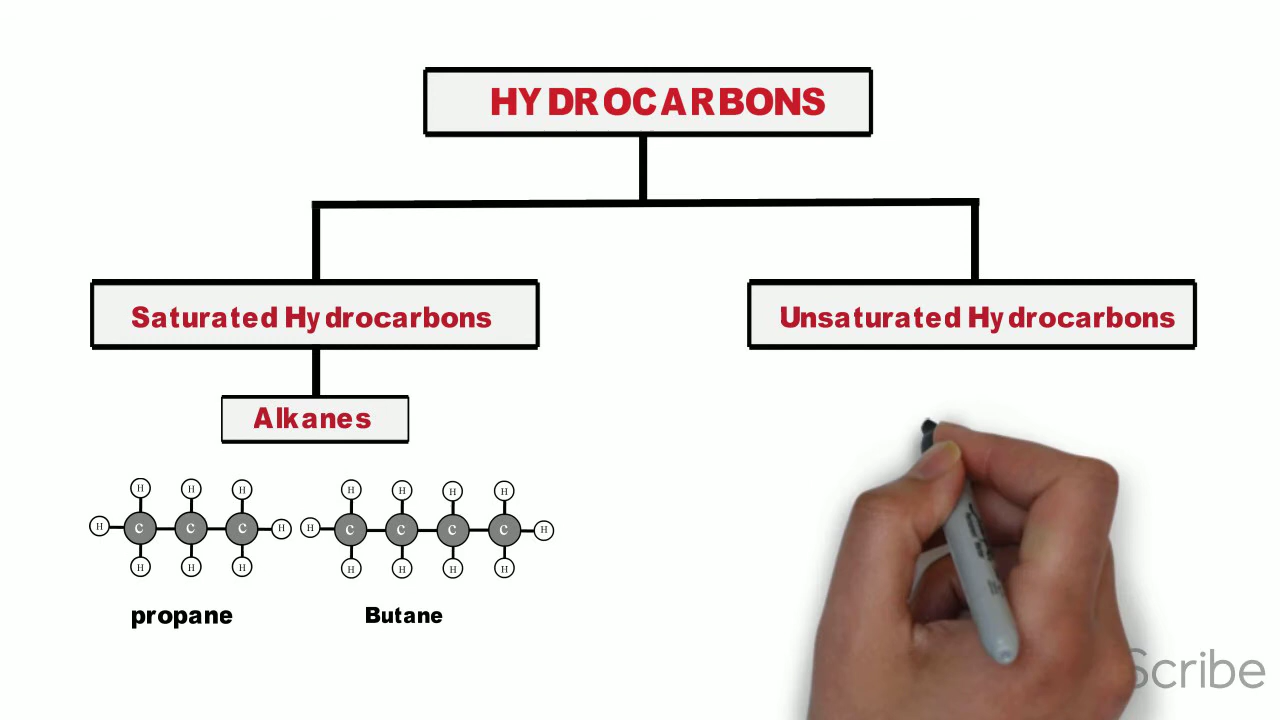 HYDROCARBONS
Saturated Hydrocarbons
Unsaturated Hydrocarbons
Alkanes
H H H H H H H
H C C C H H C C C C H
H H H H H H H
propane
Butane
Scribe